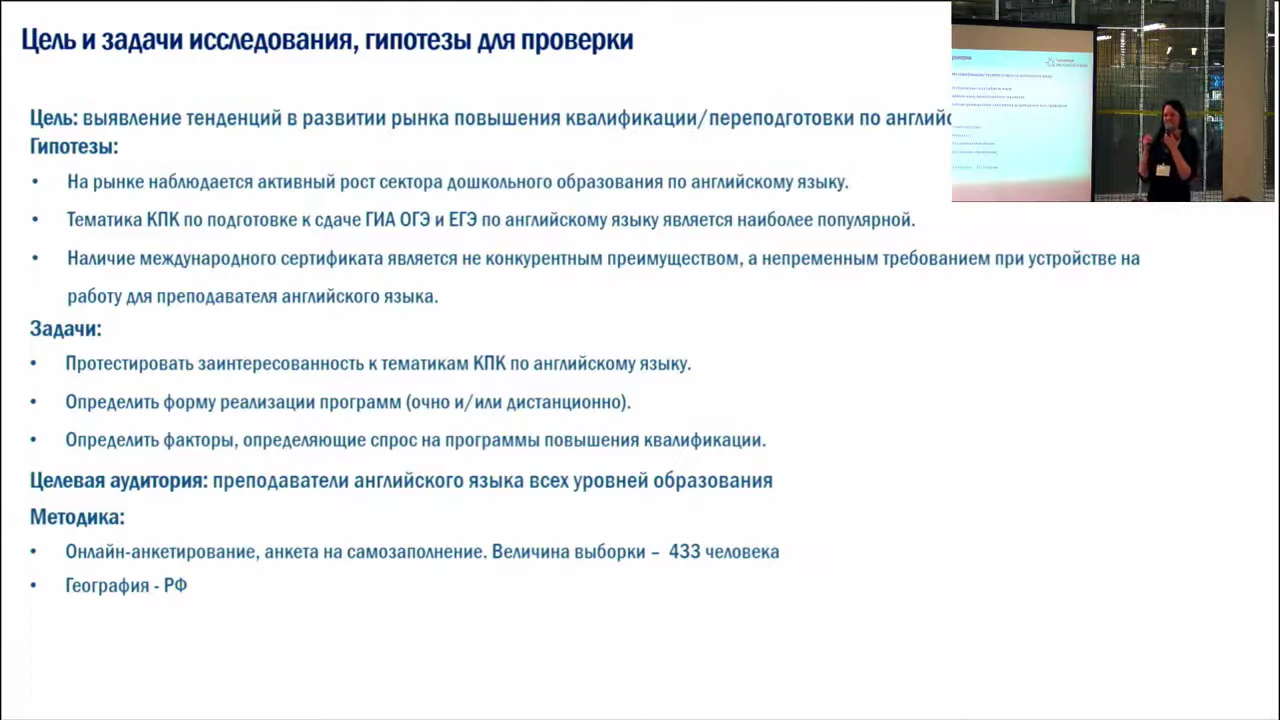 Цель и задачи исследования, гипотезы для проверки
Цель: выявление тенденций в развитии рынка повышения квалификации/переподготовки по
Гипотезы:
• На рынке наблюдается активный рост сектора дошкольного образования по английскому языку.
• Тематика КПК по подготовке к сдаче ГИА ОГЭ и ЕГЭ по английскому языку является наиболее популярной.
• Наличие международного сертификата является не конкурентным преимуществом, а непременным требованием при устройстве на
работу для преподавателя английского языка.
Задачи:
• Протестировать заинтересованность к тематикам КПК по английскому языку.
• Определить форму реализации программ (очно и/или дистанционно).
• Определить факторы, определяющие спрос на программы повышения квалификации.
Целевая аудитория: преподаватели английского языка всех уровней образования
Методика:
• Онлайн-анкетирование, анкета на самозаполнение. Величина выборки – 433 человека
• География - РФ